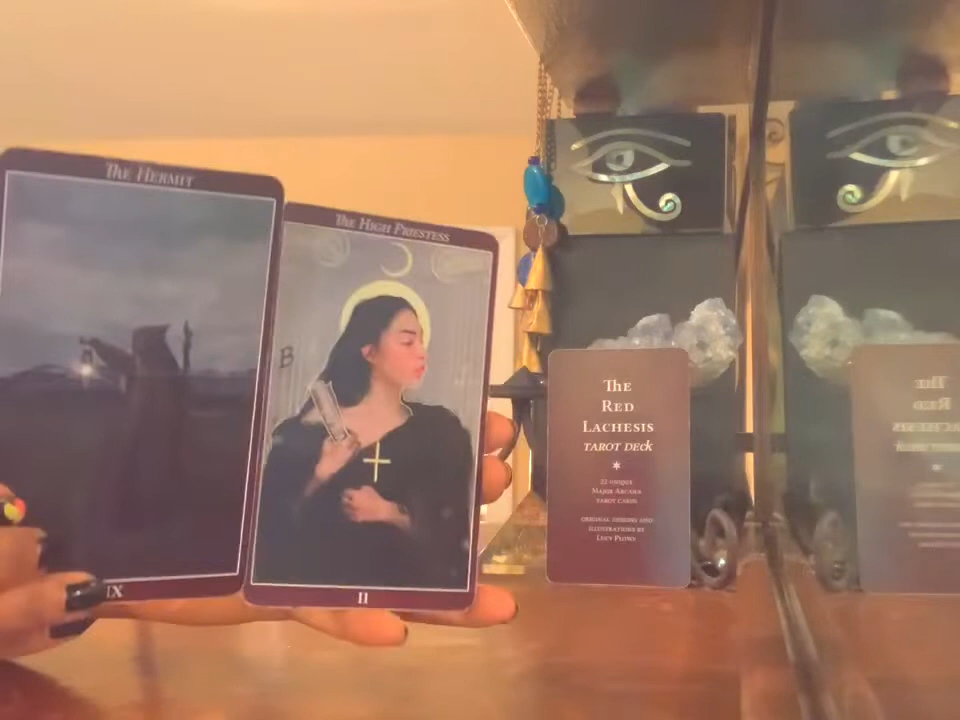 The Hermit
IX
The High Priestess
B
II
The
Red
Lachesis
Tarot Deck
22 unique
Major Arcana
tarot cards
original designs and
illustrations by